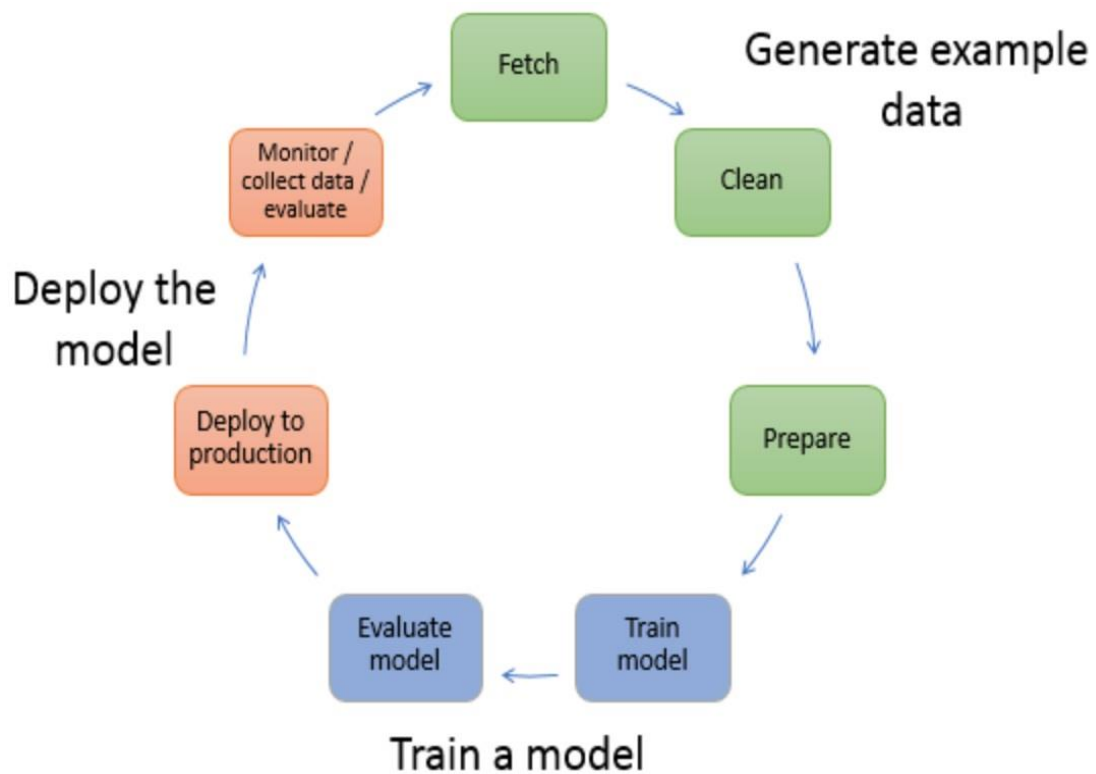 Fetch
Generate example
data
Clean
Prepare
Train
model
Evaluate
model
Train a model
Deploy to
production
Deploy the
model
Monitor /
collect data /
evaluate